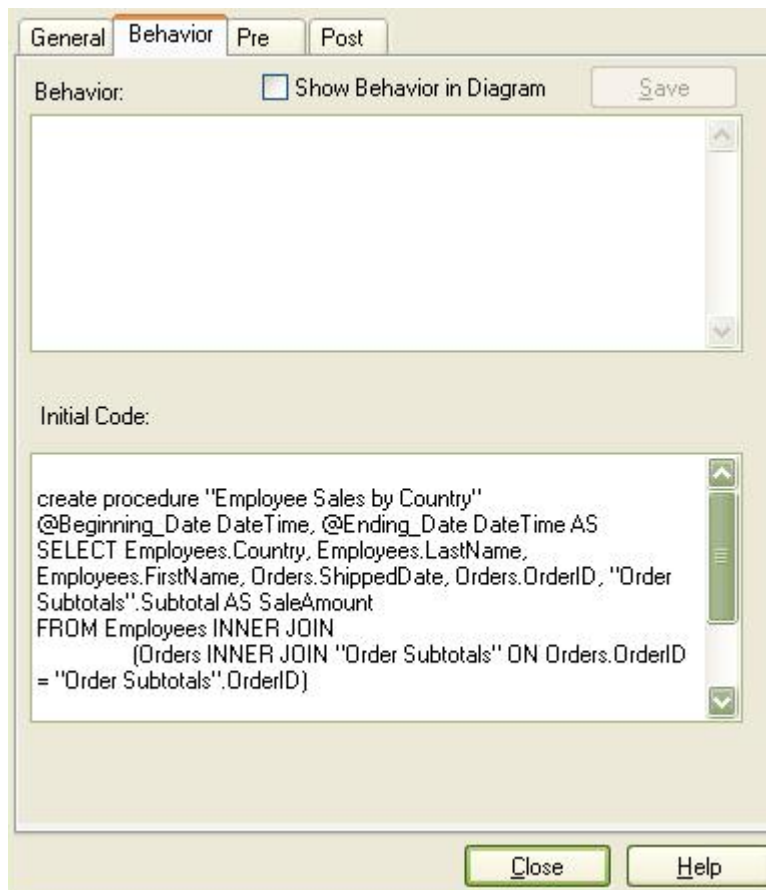 General Behavior Pre Post
Behavior: Show Behavior in Diagram Save
Initial Code:
create procedure "Employee Sales by Country"
@Beginning_Date DateTime, @Ending_Date DateTime AS
SELECT Employees.Country, Employees.LastName,
Employees.FirstName, Orders.ShippedDate, Orders.OrderID, "Order
Subtotals".Subtotal AS SaleAmount
FROM Employees INNER JOIN
(Orders INNER JOIN "Order Subtotals" ON Orders.OrderID
= "Order Subtotals".OrderID)
Close Help